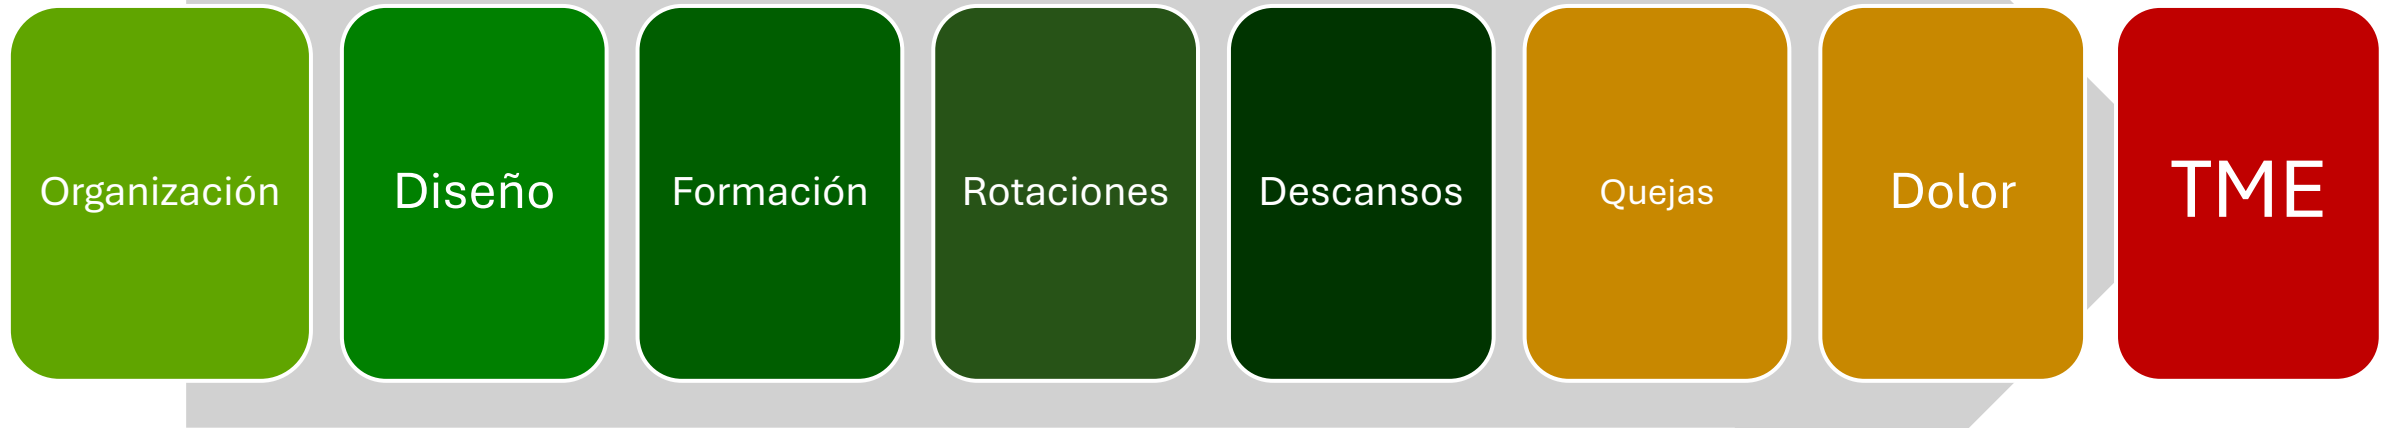 Organización
Diseño
Formación
Rotaciones
Descansos
Quejas
Dolor
TME